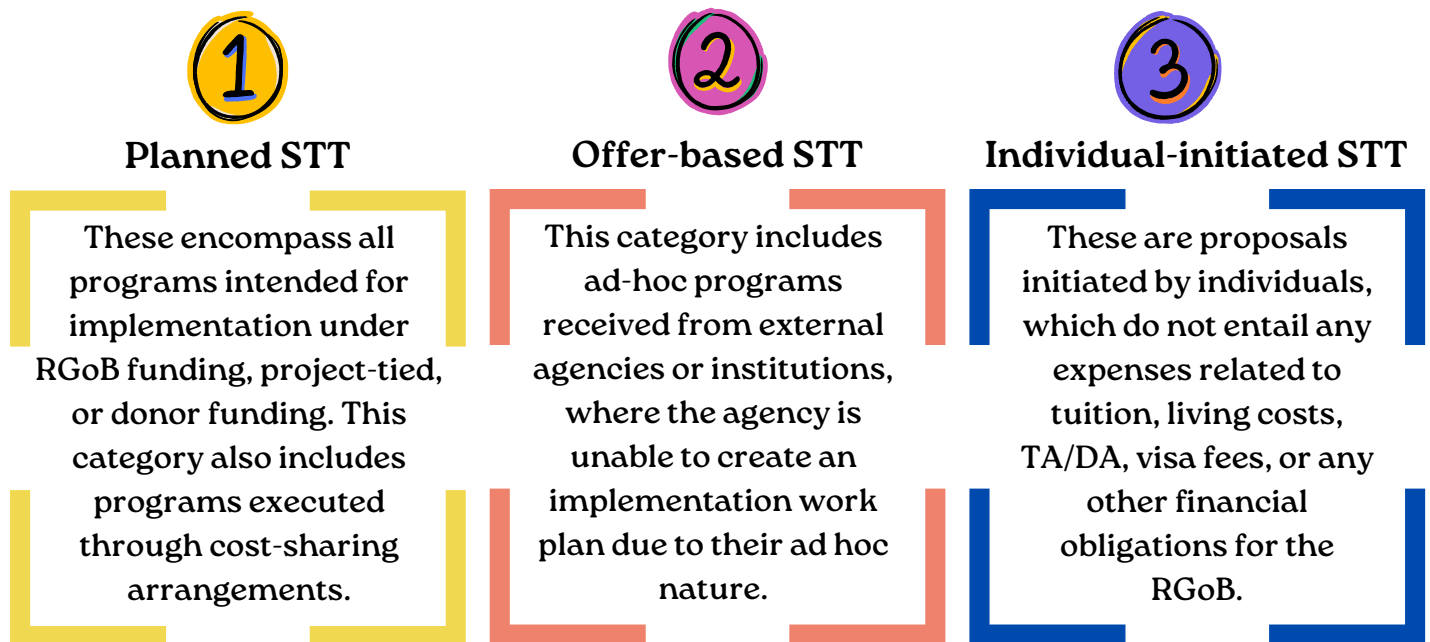 1
Planned STT
These encompass all
programs intended for
implementation under
RGoB funding, project-tied,
or donor funding. This
category also includes
programs executed
through cost-sharing
arrangements.
2
Offer-based STT
This category includes
ad-hoc programs
received from external
agencies or institutions,
where the agency is
unable to create an
implementation work
plan due to their ad hoc
nature.
3
Individual-initiated STT
These are proposals
initiated by individuals,
which do not entail any
expenses related to
tuition, living costs,
TA/DA, visa fees, or any
other financial
obligations for the
RGoB.